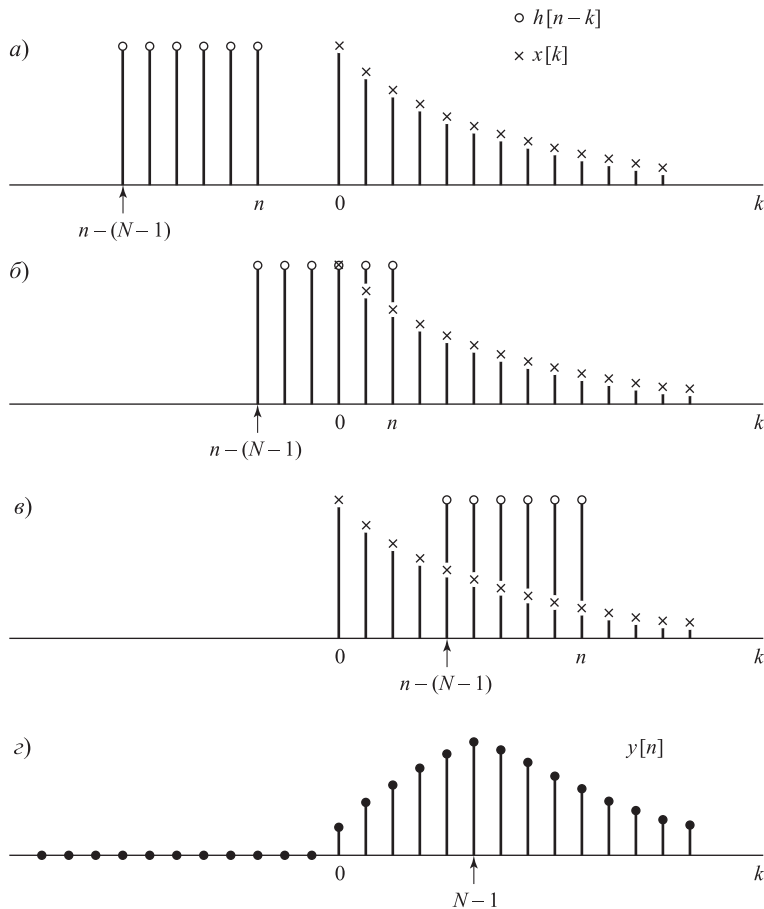 ○ h[n – k]
× x[k]
а)
n 0 k
n – (N – 1)
б)
0 n k
n – (N – 1)
в)
0 n k
n – (N – 1)
г) y[n]
0 k
N – 1